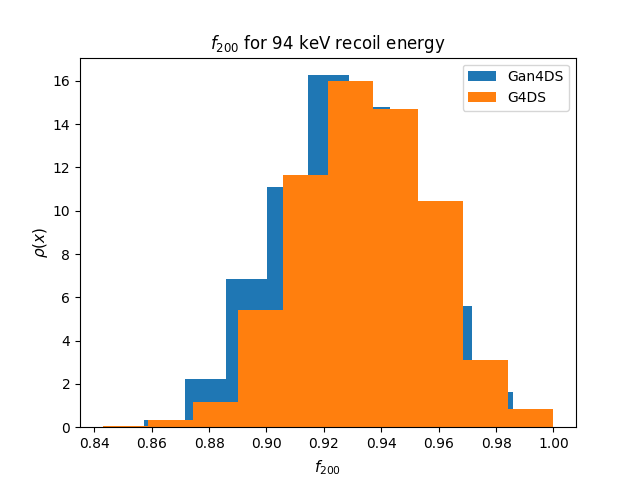 f₂₀₀ for 94 keV recoil energy
Gan4DS
G4DS
ρ(x)
16
14
12
10
8
6
4
2
0
0.84 0.86 0.88 0.90 0.92 0.94 0.96 0.98 1.00
f₂₀₀